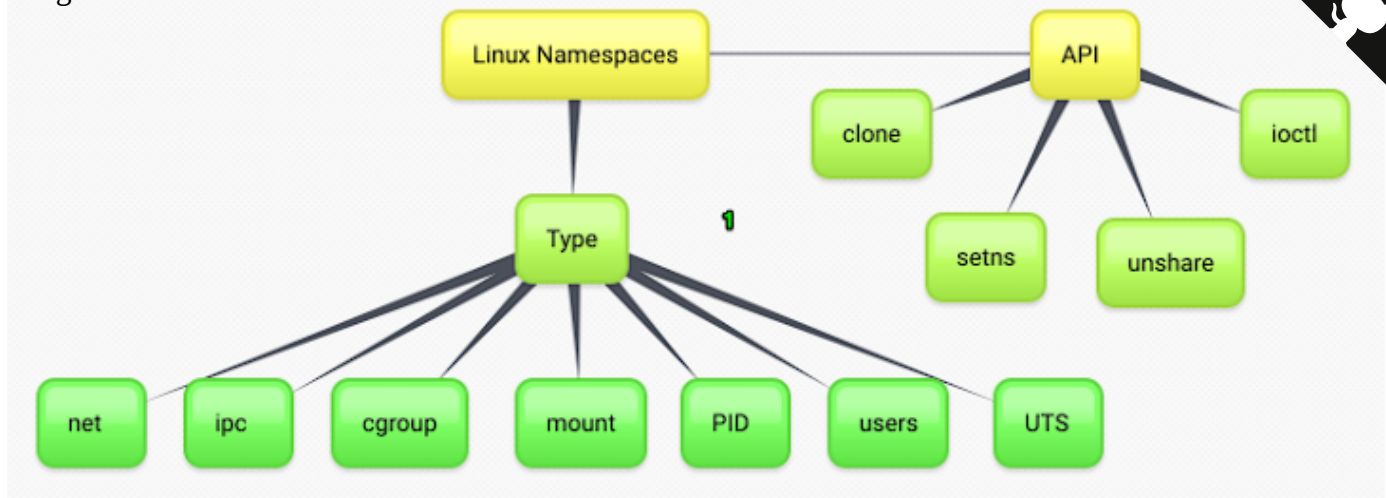 Linux Namespaces
API
clone
ioctl
Type
1
setns
unshare
net
ipc
cgroup
mount
PID
users
UTS